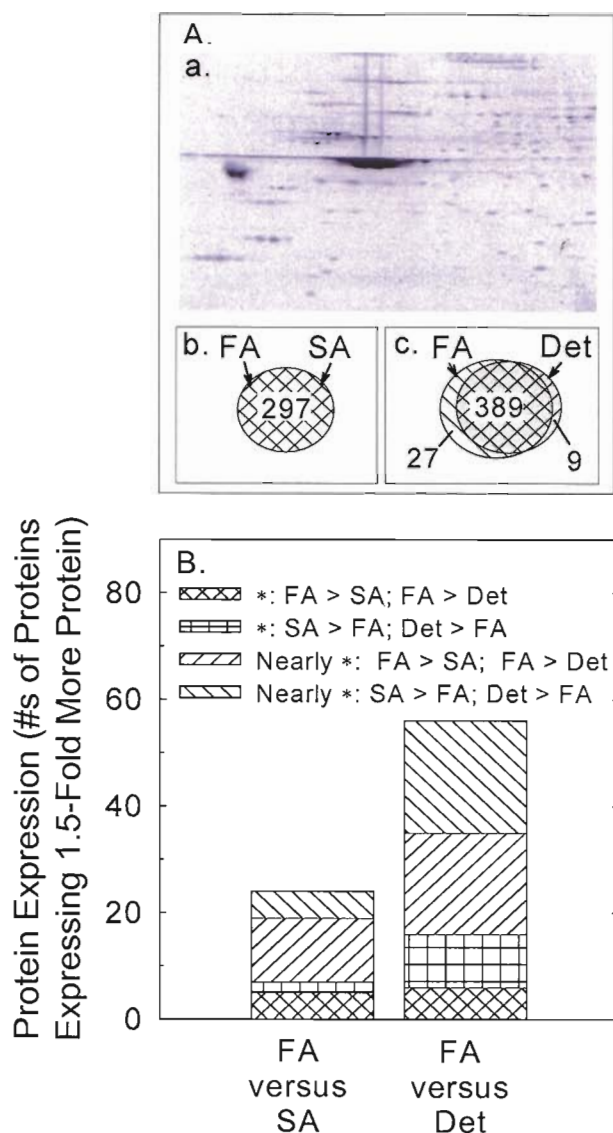 A.
a.
b. FA SA
297
c. FA Det
389
27
9
B.
*: FA > SA; FA > Det
*: SA > FA; Det > FA
Nearly *: FA > SA; FA > Det
Nearly *: SA > FA; Det > FA
Protein Expression (#s of Proteins
Expressing 1.5-Fold More Protein)
80
60
40
20
0
FA
versus
SA
FA
versus
Det